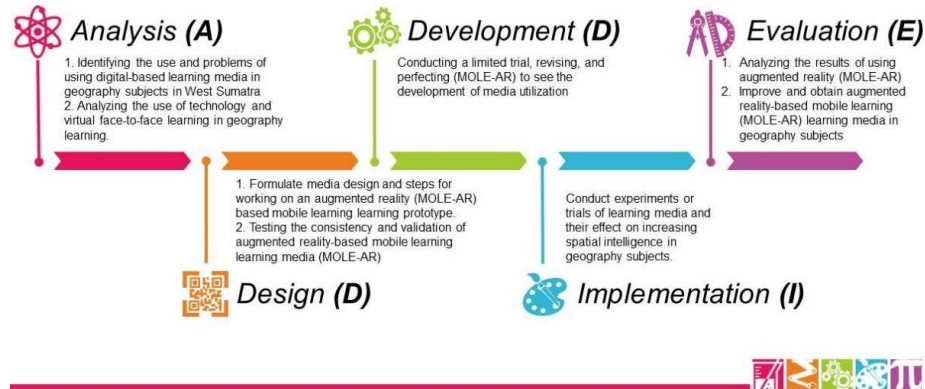 Analysis (A)
1. Identifying the use and problems of
using digital-based learning media in
geography subjects in West Sumatra
2. Analyzing the use of technology and
virtual face-to-face learning in geography
learning.
Development (D)
Conducting a limited trial, revising, and
perfecting (MOLE-AR) to see the
development of media utilization
Evaluation (E)
1. Analyzing the results of using
augmented reality (MOLE-AR)
2. Improve and obtain augmented
reality-based mobile learning
(MOLE-AR) learning media in
geography subjects
1. Formulate media design and steps for
working on an augmented reality (MOLE-AR)
based mobile learning learning prototype.
2. Testing the consistency and validation of
augmented reality-based mobile learning
learning media (MOLE-AR)
Design (D)
Conduct experiments or
trials of learning media and
their effect on increasing
spatial intelligence in
geography subjects.
Implementation (I)